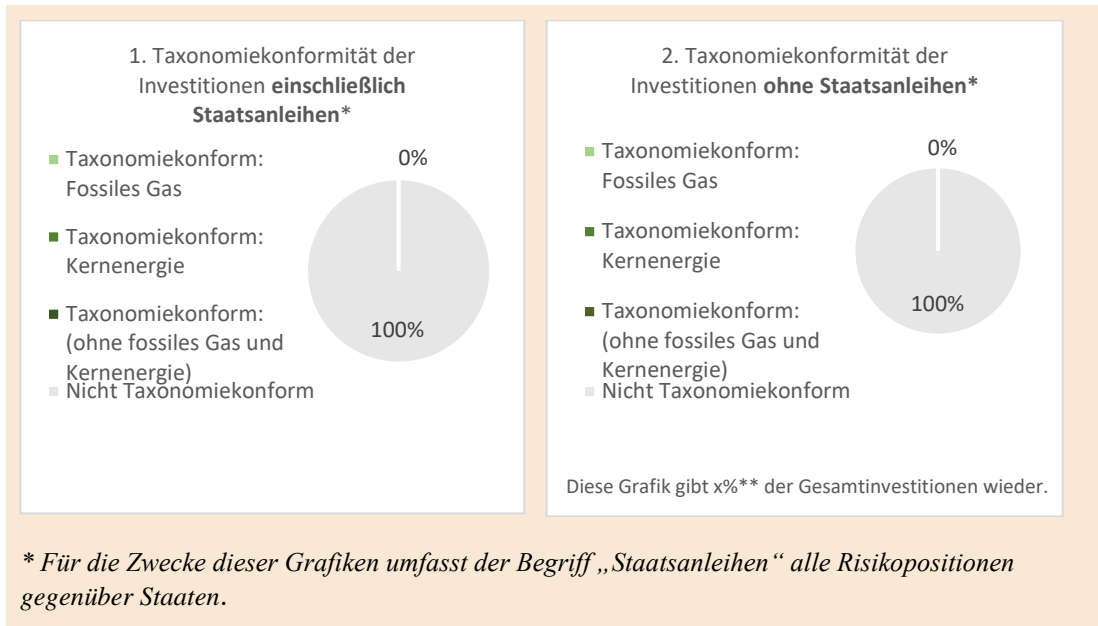 1. Taxonomiekonformität der
Investitionen einschließlich
Staatsanleihen*
Taxonomiekonform:
Fossiles Gas
Taxonomiekonform:
Kernenergie
Taxonomiekonform:
(ohne fossiles Gas und
Kernenergie)
Nicht Taxonomiekonform
0%
100%
2. Taxonomiekonformität der
Investitionen ohne Staatsanleihen*
Taxonomiekonform:
Fossiles Gas
Taxonomiekonform:
Kernenergie
Taxonomiekonform:
(ohne fossiles Gas und
Kernenergie)
Nicht Taxonomiekonform
0%
100%
Diese Grafik gibt x%** der Gesamtinvestitionen wieder.
* Für die Zwecke dieser Grafiken umfasst der Begriff „Staatsanleihen“ alle Risikopositionen
gegenüber Staaten.